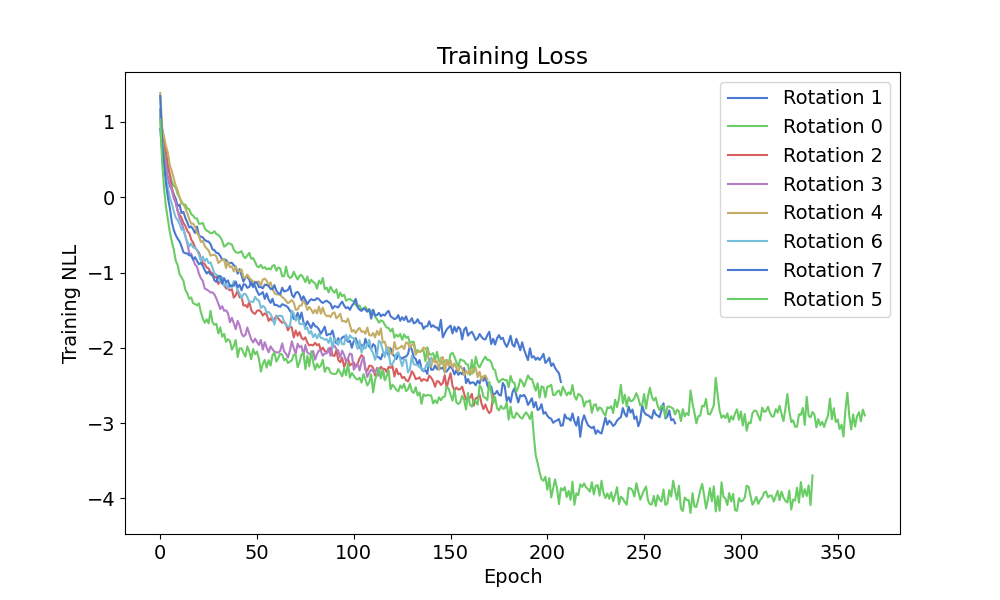 Training Loss
Training NLL
1
0
−1
−2
−3
−4
0 50 100 150 200 250 300 350
Epoch
Rotation 1
Rotation 0
Rotation 2
Rotation 3
Rotation 4
Rotation 6
Rotation 7
Rotation 5